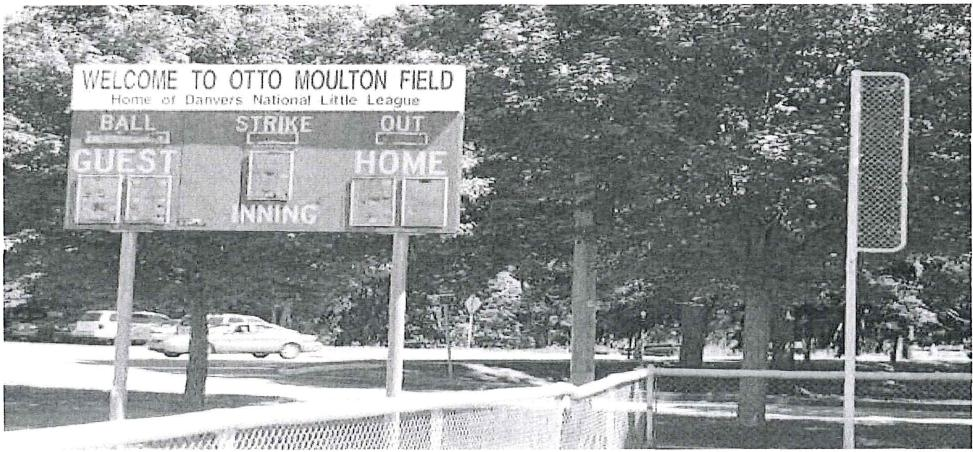 WELCOME TO OTTO MOULTON FIELD
Home of Danvers National Little League
BALL STRIKE OUT
GUEST HOME
INNING